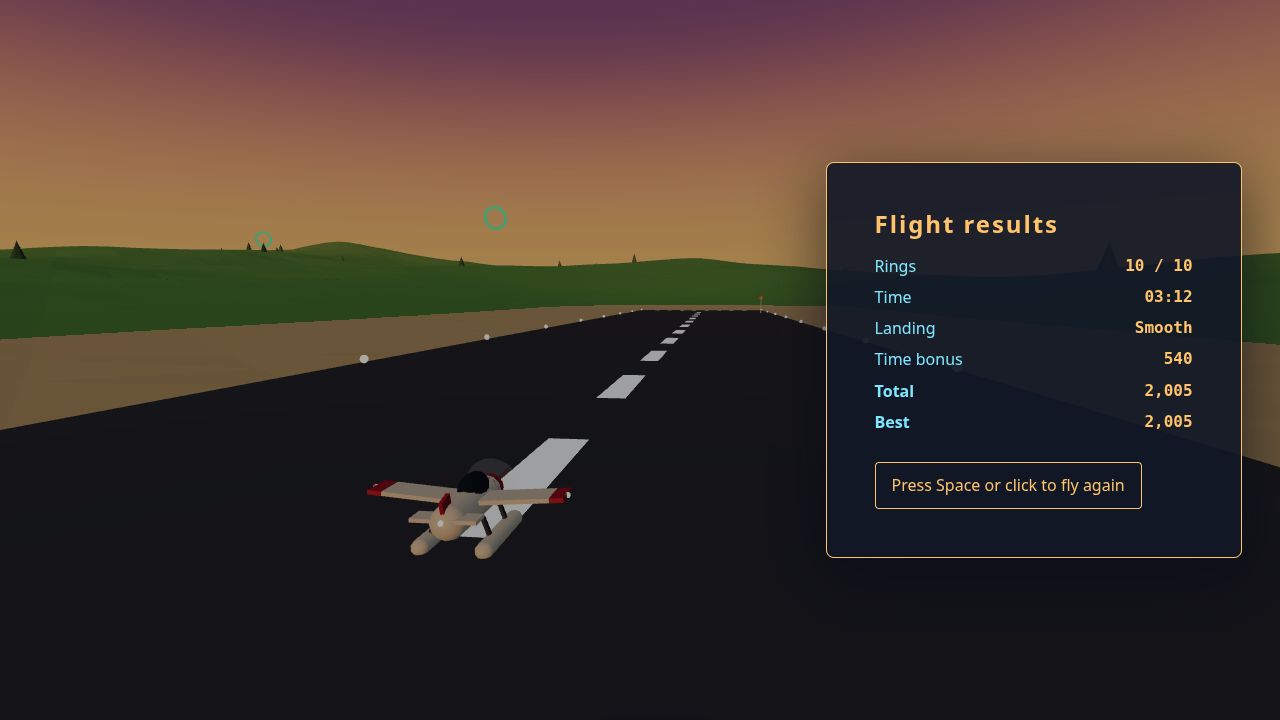 Flight results
Rings 10 / 10
Time 03:12
Landing Smooth
Time bonus 540
Total 2,005
Best 2,005
Press Space or click to fly again